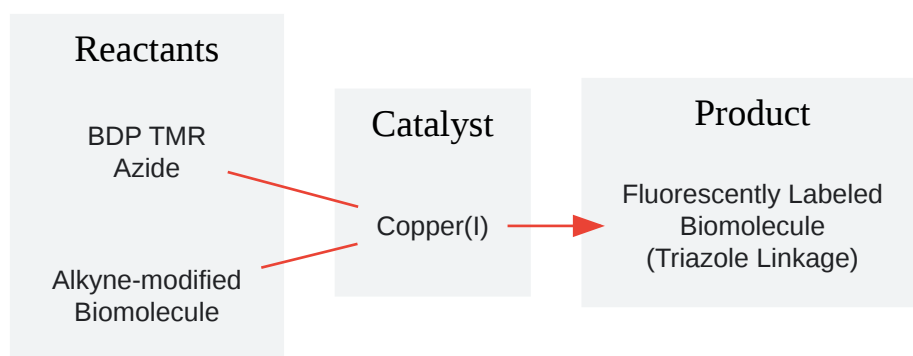 Reactants
BDP TMR
Azide
Alkyne-modified
Biomolecule
Catalyst
Copper(I)
Product
Fluorescently Labeled
Biomolecule
(Triazole Linkage)